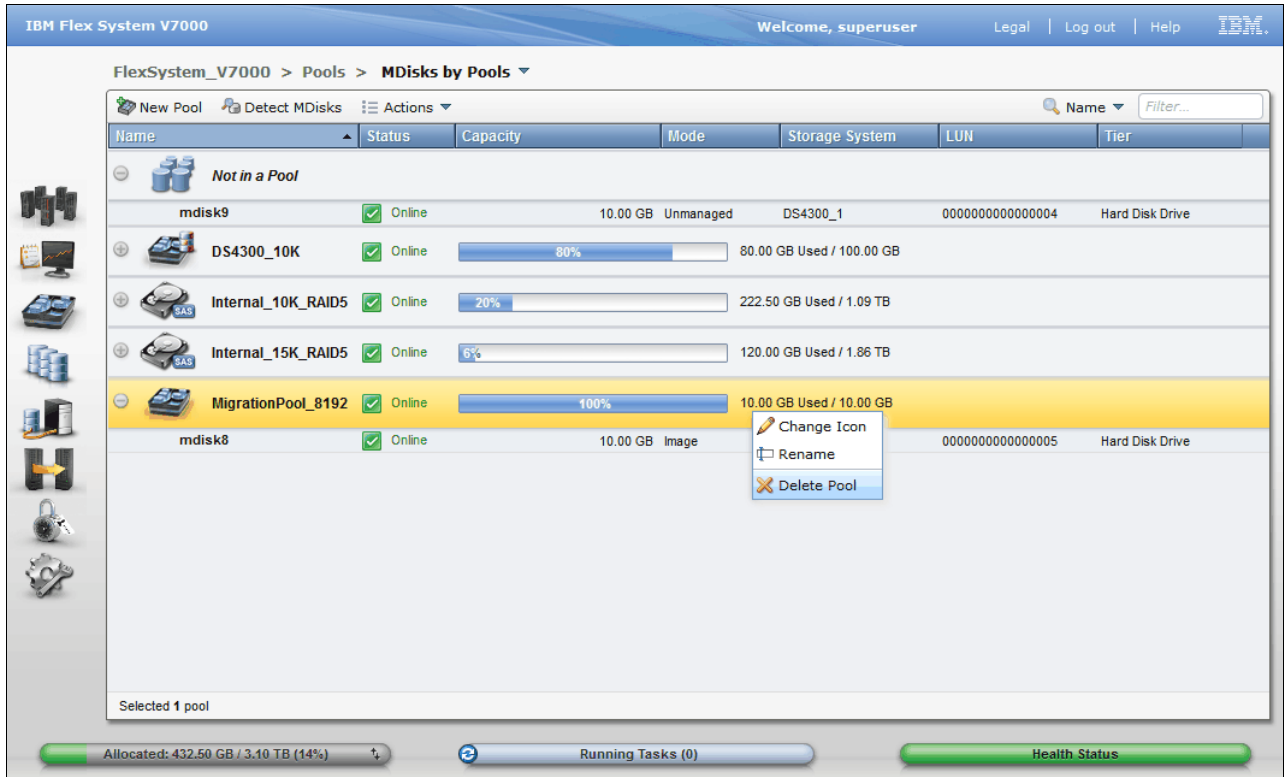 IBM Flex System V7000 Welcome, superuser Legal | Log out | Help IBM.
FlexSystem_V7000 > Pools > MDisks by Pools
New Pool Detect MDisks Actions Name Filter...
Name Status Capacity Mode Storage System LUN Tier
Not in a Pool
mdisk9 Online 10.00 GB Unmanaged DS4300_1 0000000000000004 Hard Disk Drive
DS4300_10K Online 80% 80.00 GB Used / 100.00 GB
SAS Internal_10K_RAID5 Online 20% 222.50 GB Used / 1.09 TB
SAS Internal_15K_RAID5 Online 6% 120.00 GB Used / 1.86 TB
MigrationPool_8192 Online 100% 10.00 GB Used / 10.00 GB
Change Icon
mdisk8 Online 10.00 GB Image 0000000000000005 Hard Disk Drive
Rename
Delete Pool
Selected 1 pool
Allocated: 432.50 GB / 3.10 TB (14%) Running Tasks (0) Health Status